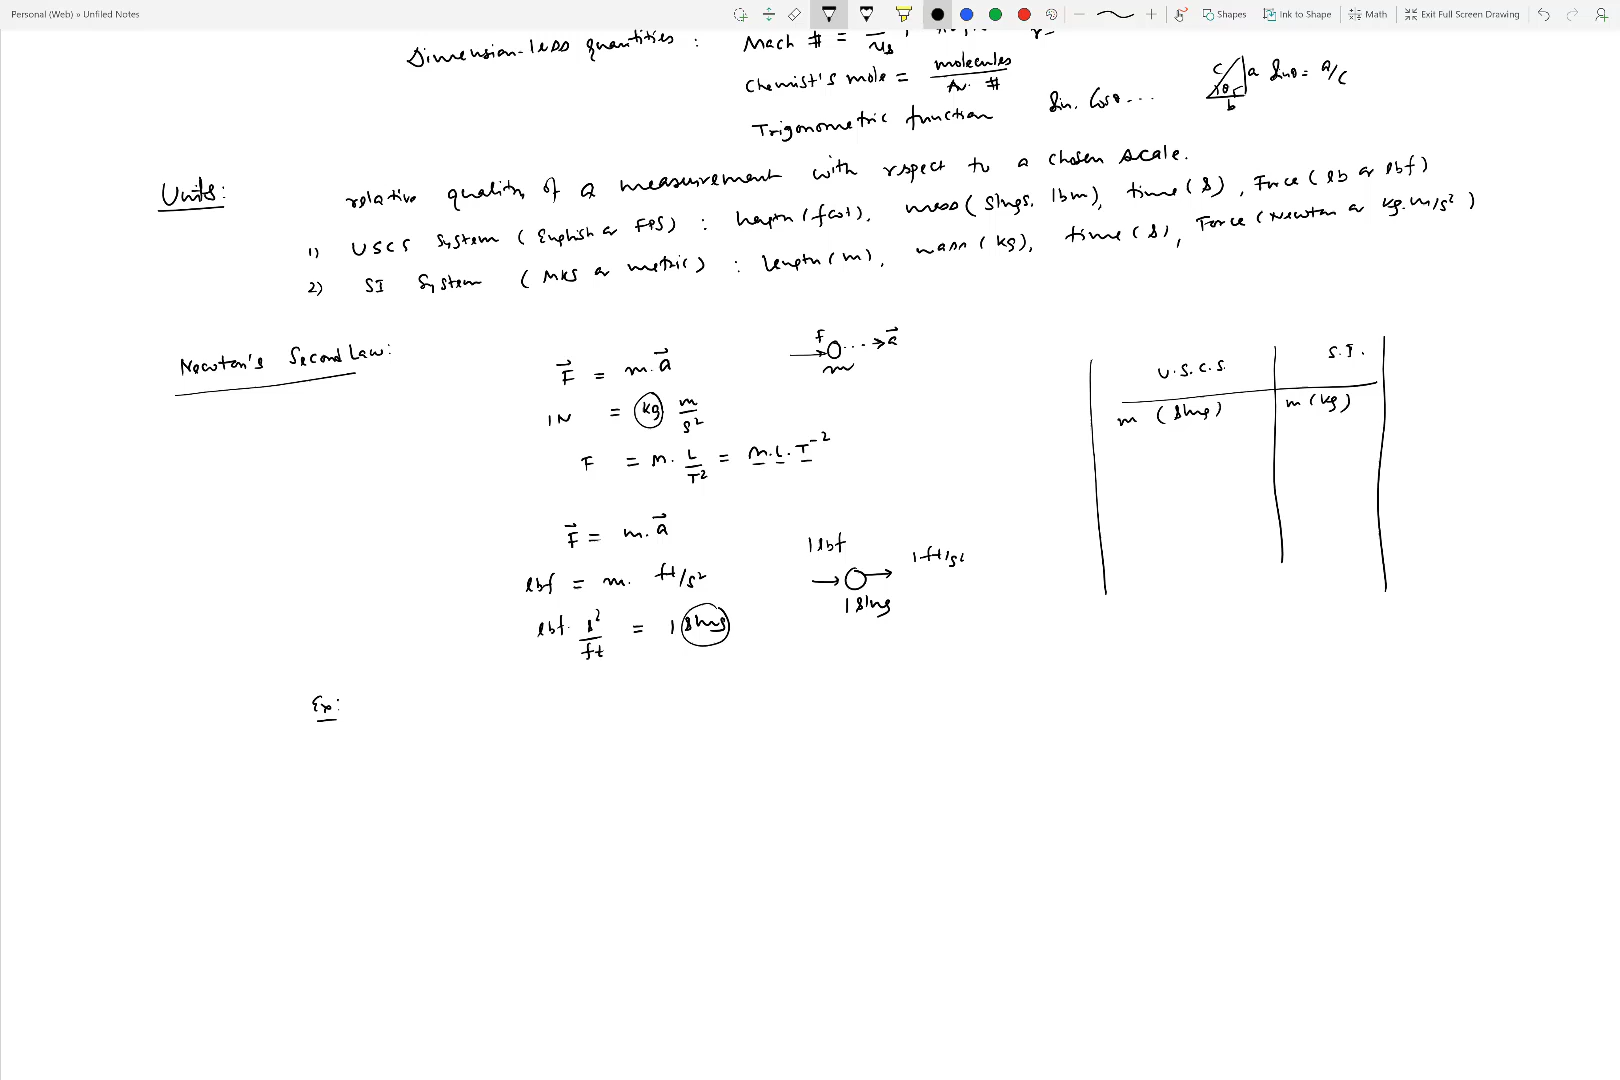 Personal (Web) » Unfiled Notes
Shapes Ink to Shape Math Exit Full Screen Drawing
Dimension-less quantities : Mach # =
Chemist's mole = molecules / Av. #
Trigonometric function Sin, Cosθ... c a θ b Sinθ = a/c
Units: relative quality of a measurement with rspect to a chosen scale.
1) USCS System (English or FPS) : length (foot), mass (Slugs, lbm), time (s), Force (lb or lbf)
2) SI System (MKS or metric) : length (m), mass (kg), time (s), Force (Newton or kg.m/s²)
Newton's Second Law:
F⃗ = m.a⃗
F m a⃗
1N = kg m/s²
F = M. L/T² = M.L.T⁻²
U.S.C.S. S.I.
m (slug) m (kg)
F⃗ = m.a⃗
lbf = m. ft/s²
lbf. s²/ft = 1 slug
1 lbf 1 ft/s²
1 slug
Ex: